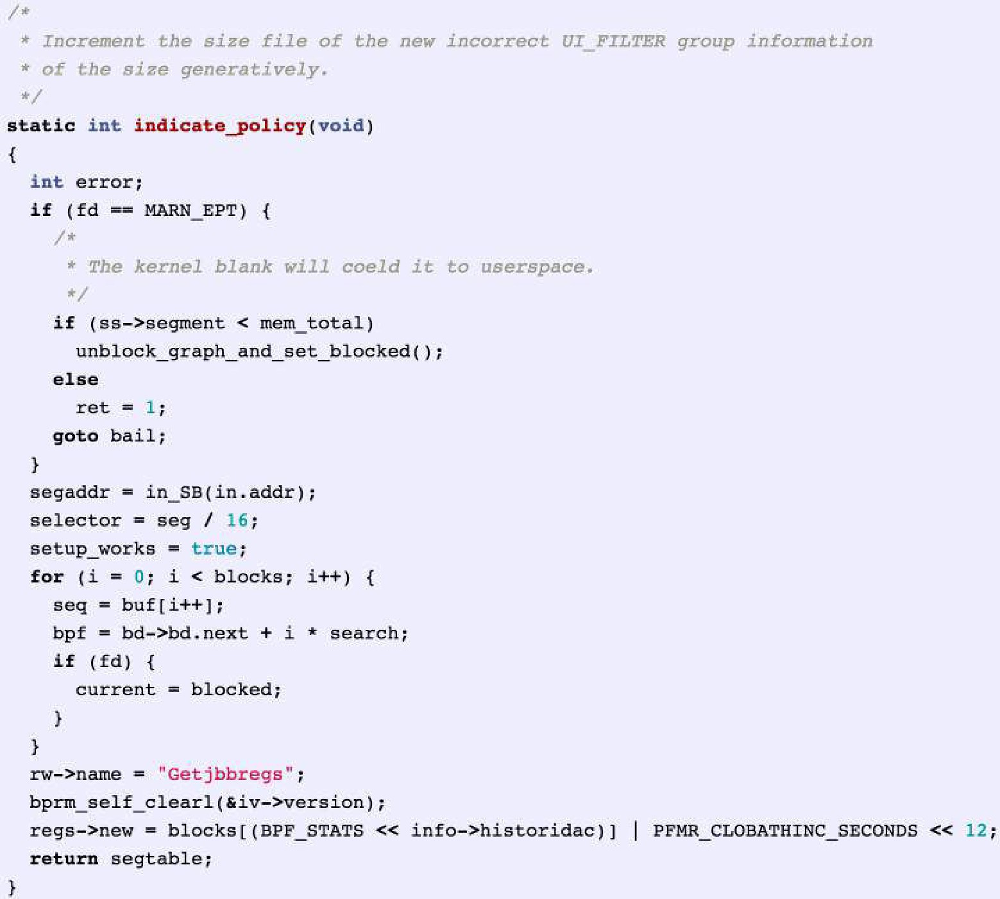 /*
 * Increment the size file of the new incorrect UI_FILTER group information
 * of the size generatively.
 */
static int indicate_policy(void)
{
  int error;
  if (fd == MARN_EPT) {
    /*
     * The kernel blank will coeld it to userspace.
     */
    if (ss->segment < mem_total)
      unblock_graph_and_set_blocked();
    else
      ret = 1;
    goto bail;
  }
  segaddr = in_SB(in.addr);
  selector = seg / 16;
  setup_works = true;
  for (i = 0; i < blocks; i++) {
    seq = buf[i++];
    bpf = bd->bd.next + i * search;
    if (fd) {
      current = blocked;
    }
  }
  rw->name = "Getjbbregs";
  bprm_self_clearl(&iv->version);
  regs->new = blocks[(BPF_STATS << info->historidac)] | PFMR_CLOBATHINC_SECONDS << 12;
  return segtable;
}